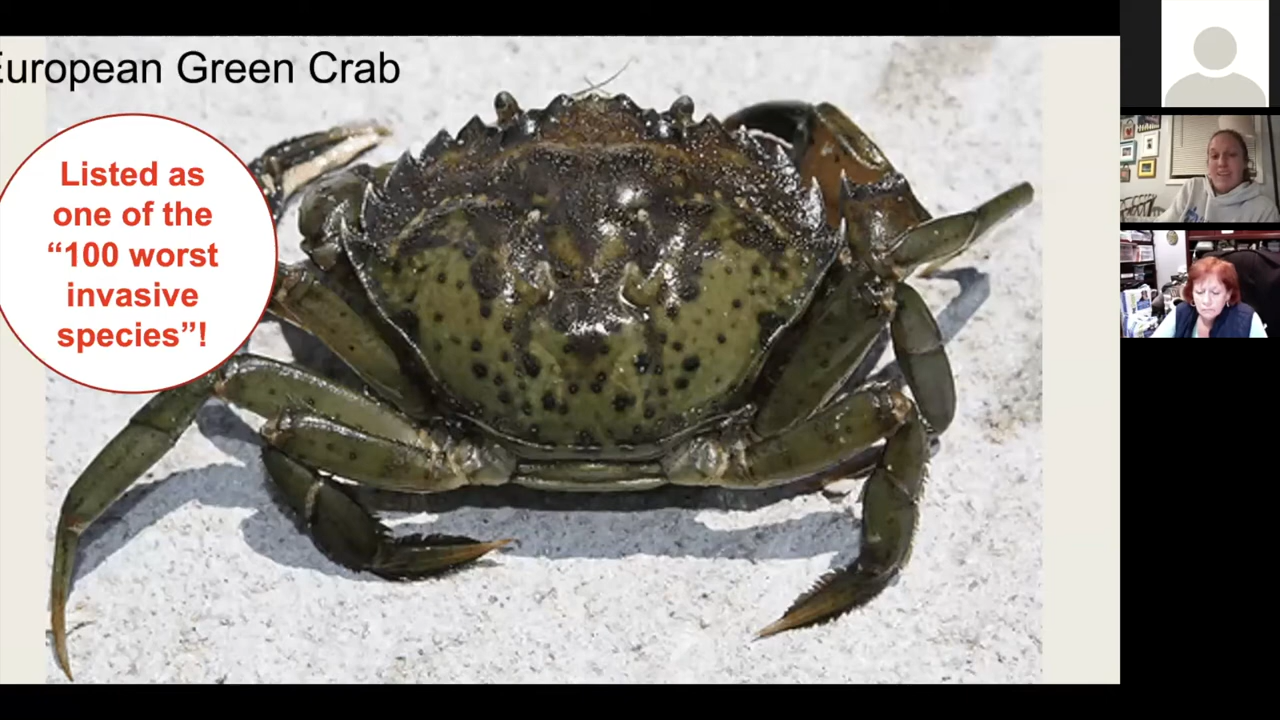 European Green Crab
Listed as
one of the
“100 worst
invasive
species”!